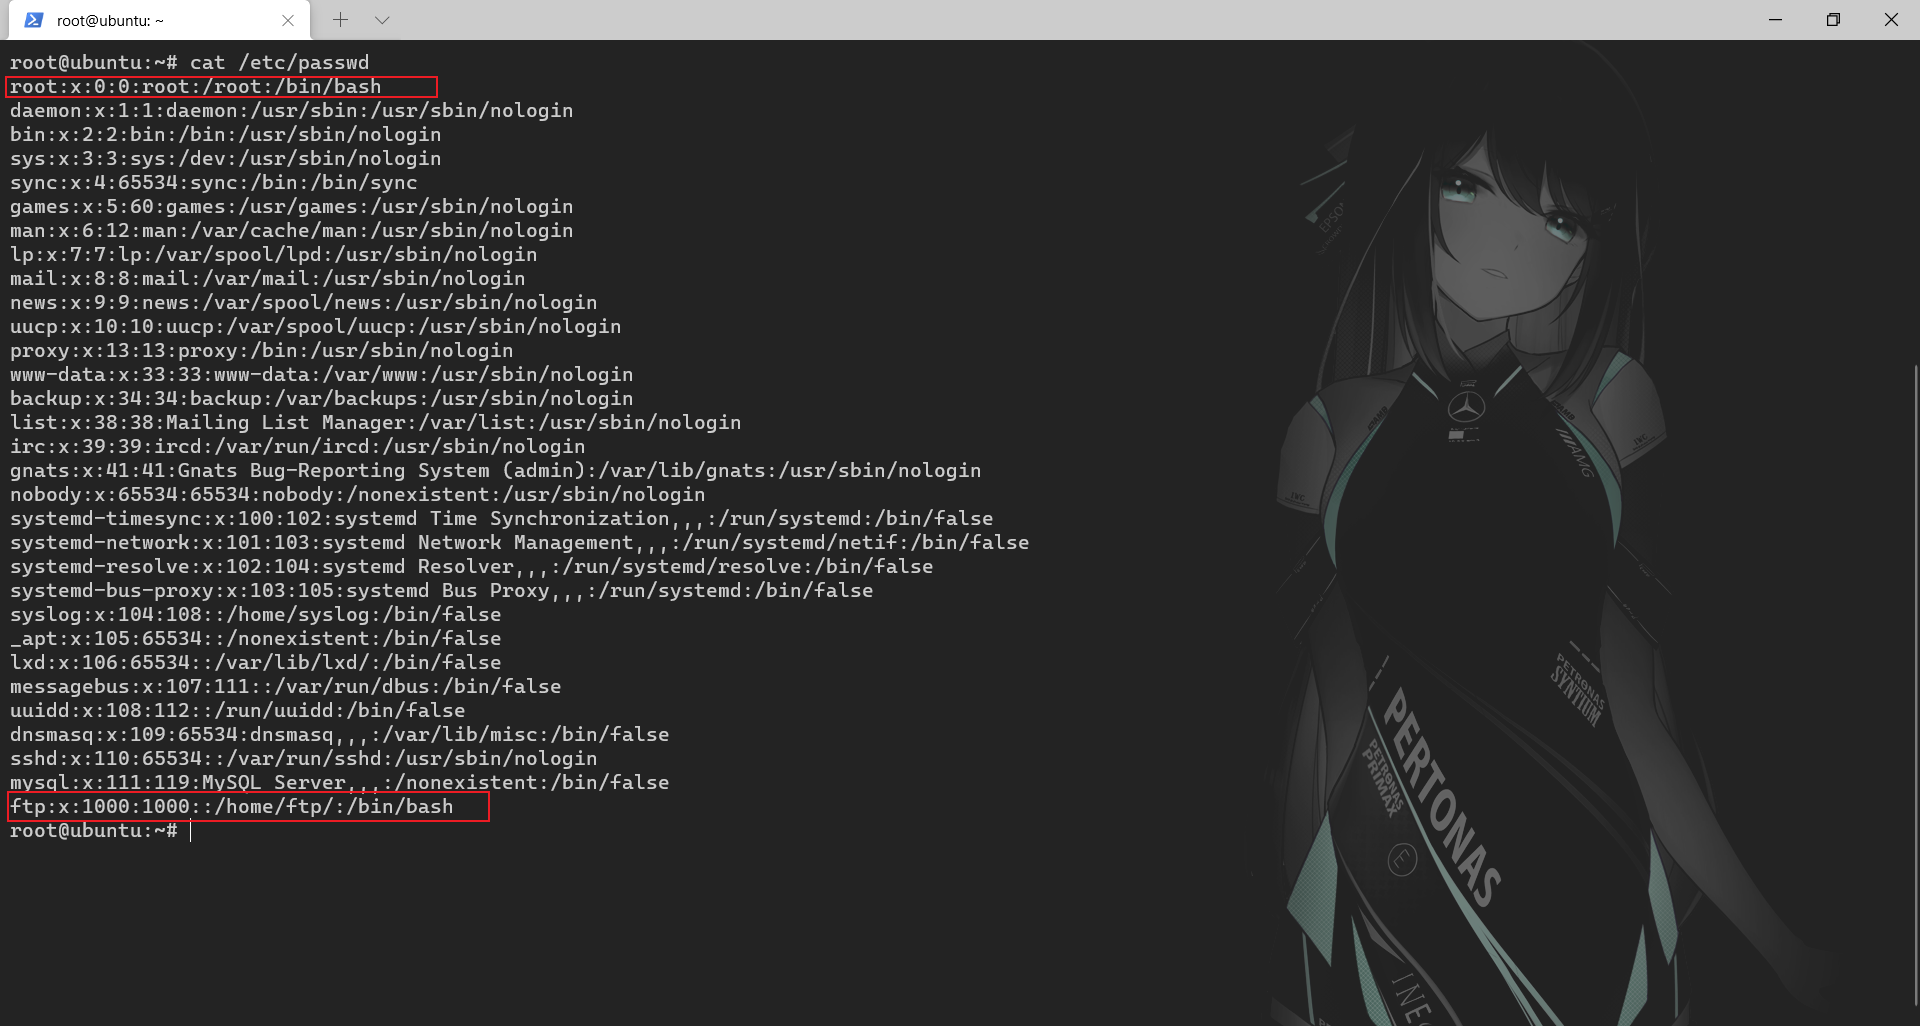 root@ubuntu: ~
root@ubuntu:~# cat /etc/passwd
root:x:0:0:root:/root:/bin/bash
daemon:x:1:1:daemon:/usr/sbin:/usr/sbin/nologin
bin:x:2:2:bin:/bin:/usr/sbin/nologin
sys:x:3:3:sys:/dev:/usr/sbin/nologin
sync:x:4:65534:sync:/bin:/bin/sync
games:x:5:60:games:/usr/games:/usr/sbin/nologin
man:x:6:12:man:/var/cache/man:/usr/sbin/nologin
lp:x:7:7:lp:/var/spool/lpd:/usr/sbin/nologin
mail:x:8:8:mail:/var/mail:/usr/sbin/nologin
news:x:9:9:news:/var/spool/news:/usr/sbin/nologin
uucp:x:10:10:uucp:/var/spool/uucp:/usr/sbin/nologin
proxy:x:13:13:proxy:/bin:/usr/sbin/nologin
www-data:x:33:33:www-data:/var/www:/usr/sbin/nologin
backup:x:34:34:backup:/var/backups:/usr/sbin/nologin
list:x:38:38:Mailing List Manager:/var/list:/usr/sbin/nologin
irc:x:39:39:ircd:/var/run/ircd:/usr/sbin/nologin
gnats:x:41:41:Gnats Bug-Reporting System (admin):/var/lib/gnats:/usr/sbin/nologin
nobody:x:65534:65534:nobody:/nonexistent:/usr/sbin/nologin
systemd-timesync:x:100:102:systemd Time Synchronization,,,:/run/systemd:/bin/false
systemd-network:x:101:103:systemd Network Management,,,:/run/systemd/netif:/bin/false
systemd-resolve:x:102:104:systemd Resolver,,,:/run/systemd/resolve:/bin/false
systemd-bus-proxy:x:103:105:systemd Bus Proxy,,,:/run/systemd:/bin/false
syslog:x:104:108::/home/syslog:/bin/false
_apt:x:105:65534::/nonexistent:/bin/false
lxd:x:106:65534::/var/lib/lxd/:/bin/false
messagebus:x:107:111::/var/run/dbus:/bin/false
uuidd:x:108:112::/run/uuidd:/bin/false
dnsmasq:x:109:65534:dnsmasq,,,:/var/lib/misc:/bin/false
sshd:x:110:65534::/var/run/sshd:/usr/sbin/nologin
mysql:x:111:119:MySQL Server,,,:/nonexistent:/bin/false
ftp:x:1000:1000::/home/ftp/:/bin/bash
root@ubuntu:~#
EPSON
AMG
IWC
IWC
PETRONAS
SYNTIUM
PERTONAS
PETRONAS
PRIMAX
E